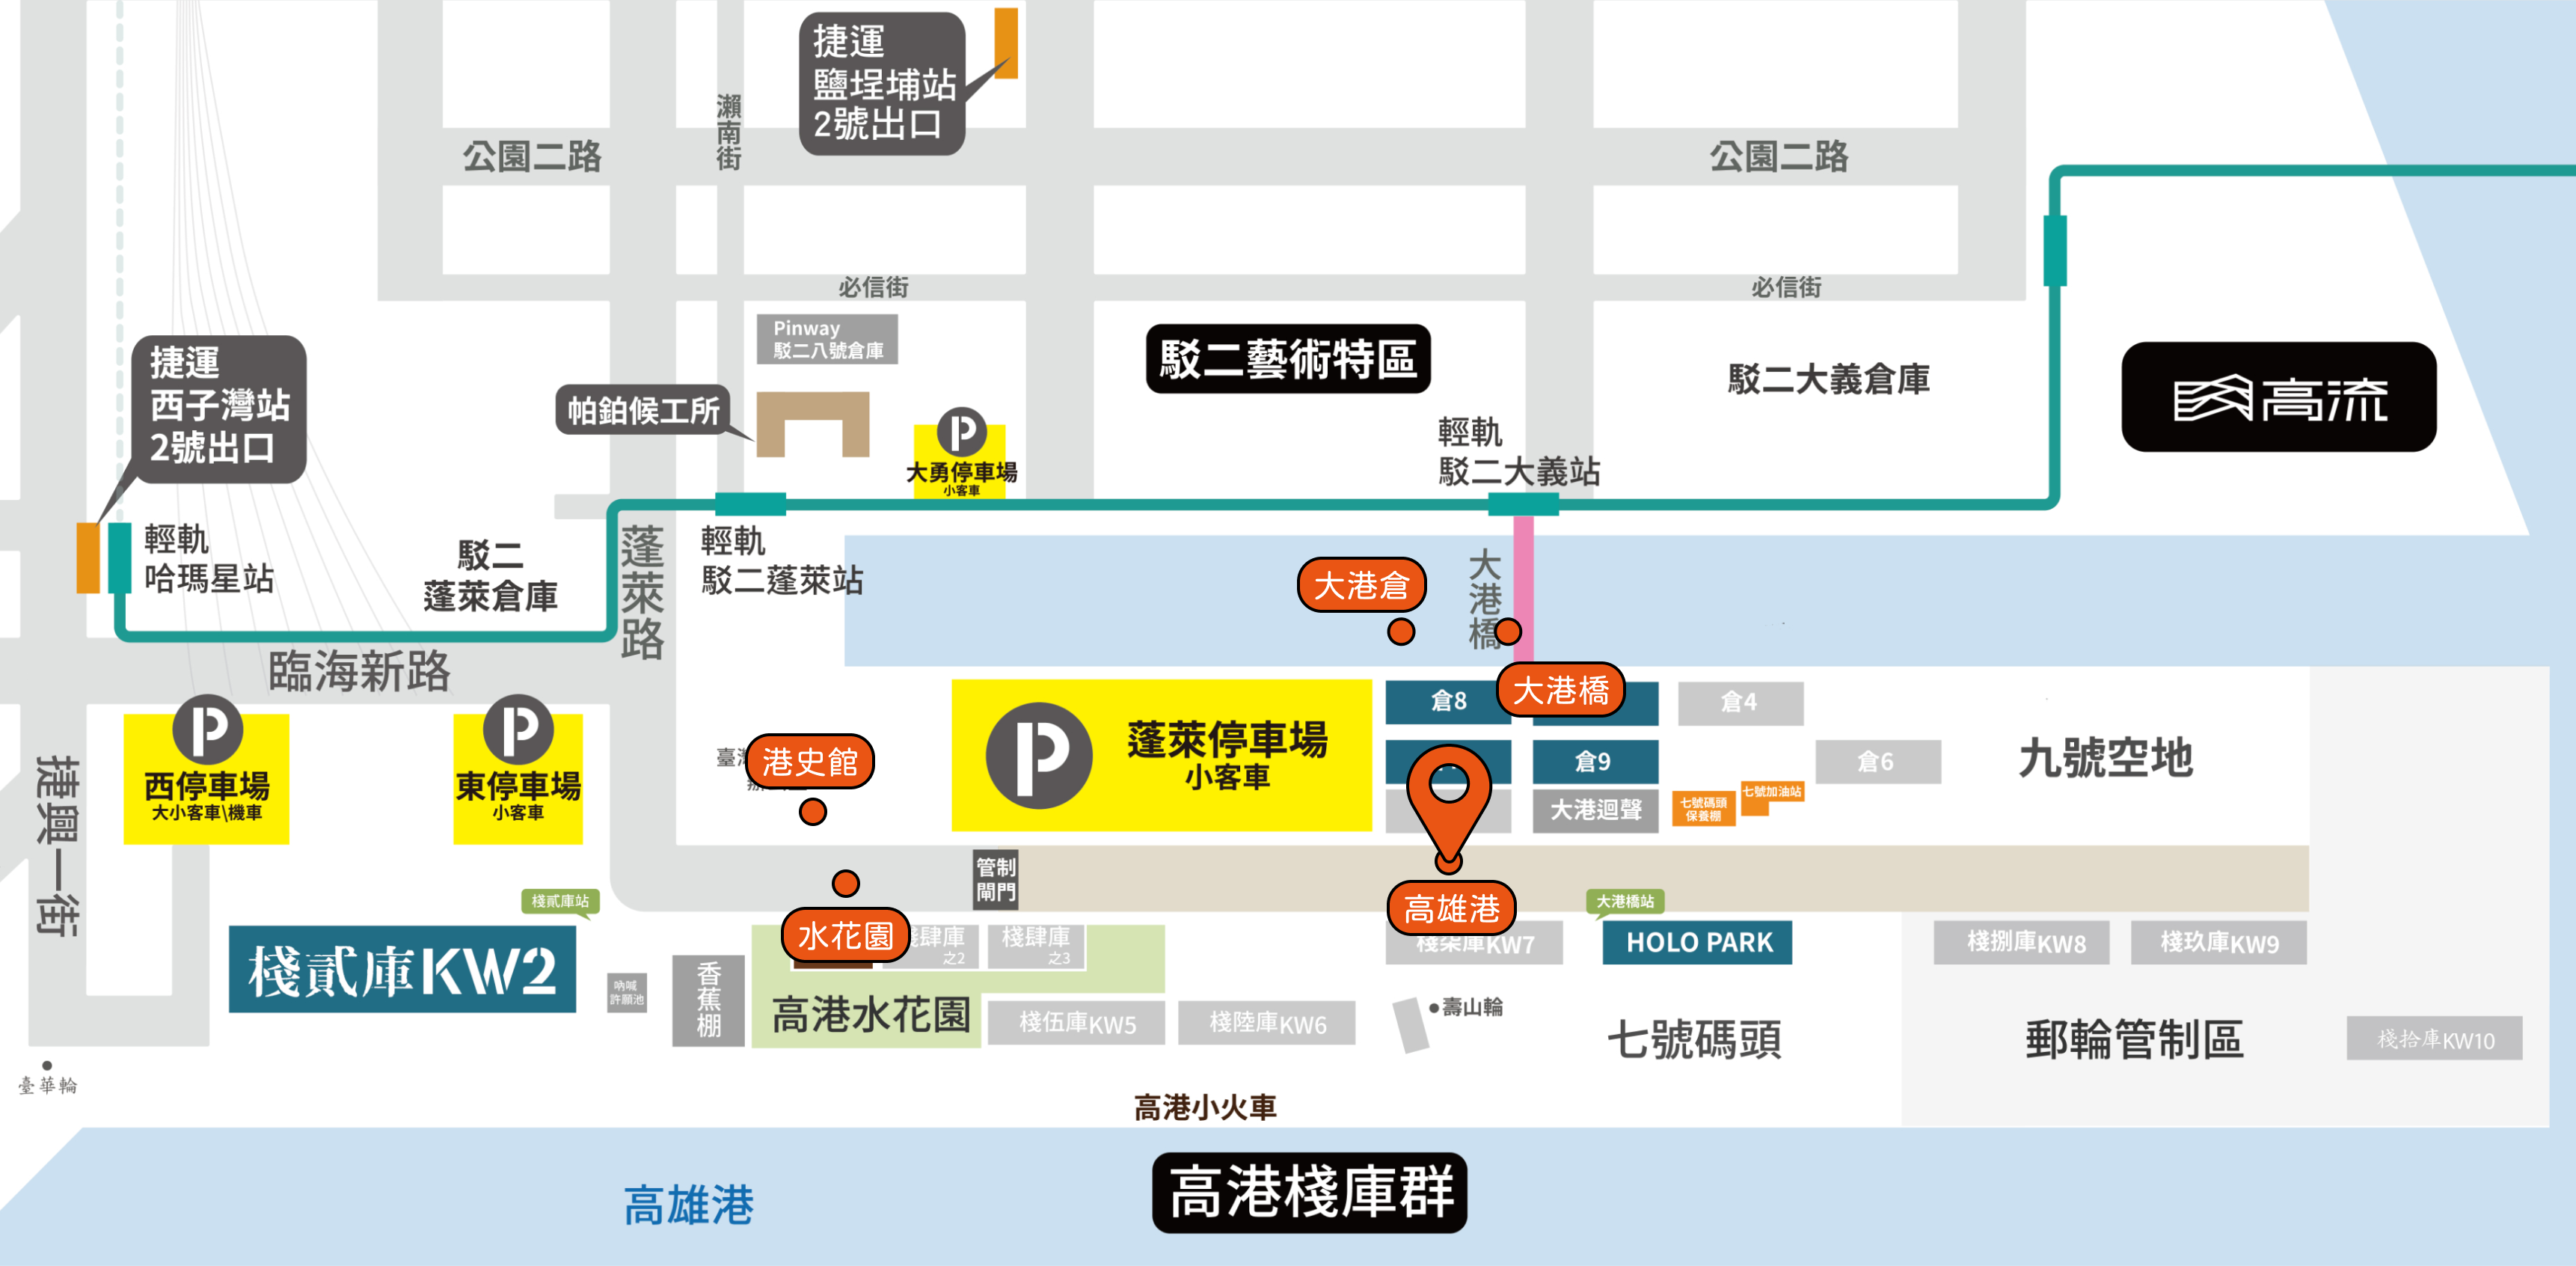 捷運
鹽埕埔站
2號出口
瀨南街
公園二路
公園二路
必信街
必信街
Pinway
駁二八號倉庫
駁二藝術特區
駁二大義倉庫
高流
捷運
西子灣站
2號出口
帕鉑候工所
大勇停車場
小客車
輕軌
駁二大義站
輕軌
哈瑪星站
駁二
蓬萊倉庫
蓬萊路
輕軌
駁二蓬萊站
大港倉
大港橋
大港橋
臨海新路
西停車場
大小客車\機車
東停車場
小客車
捷興一街
港史館
蓬萊停車場
小客車
倉8
倉4
倉9
倉6
大港迴聲
七號碼頭
保養棚
七號加油站
九號空地
管制
閘門
水花園
高雄港
棧貳庫站
大港橋站
棧貳庫KW2
吶喊
許願池
香蕉棚
棧肆庫
之2
棧肆庫
之3
高港水花園
棧伍庫KW5
棧陸庫KW6
棧柒庫KW7
HOLO PARK
棧捌庫KW8
棧玖庫KW9
壽山輪
七號碼頭
郵輪管制區
棧拾庫KW10
臺華輪
高港小火車
高雄港
高港棧庫群